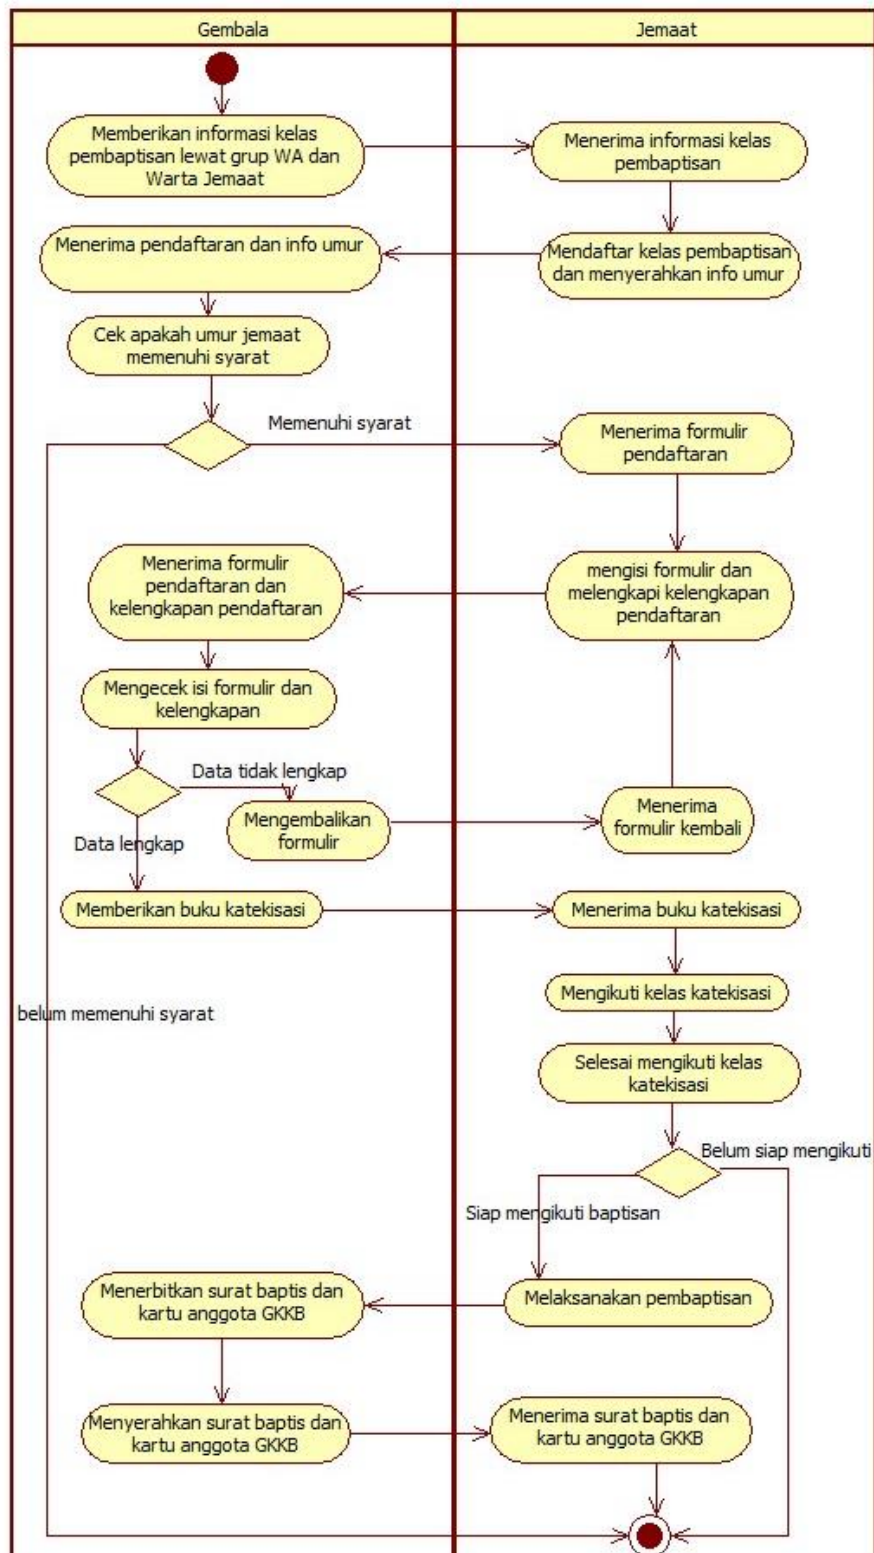 Gembala
Jemaat
Memberikan informasi kelas
pembaptisan lewat grup WA dan
Warta Jemaat
Menerima informasi kelas
pembaptisan
Menerima pendaftaran dan info umur
Mendaftar kelas pembaptisan
dan menyerahkan info umur
Cek apakah umur jemaat
memenuhi syarat
Memenuhi syarat
Menerima formulir
pendaftaran
Menerima formulir
pendaftaran dan
kelengkapan pendaftaran
mengisi formulir dan
melengkapi kelengkapan
pendaftaran
Mengecek isi formulir dan
kelengkapan
Data tidak lengkap
Mengembalikan
formulir
Menerima
formulir kembali
Data lengkap
Memberikan buku katekisasi
Menerima buku katekisasi
Mengikuti kelas katekisasi
belum memenuhi syarat
Selesai mengikuti kelas
katekisasi
Belum siap mengikuti
Siap mengikuti baptisan
Menerbitkan surat baptis dan
kartu anggota GKKB
Melaksanakan pembaptisan
Menyerahkan surat baptis dan
kartu anggota GKKB
Menerima surat baptis dan
kartu anggota GKKB